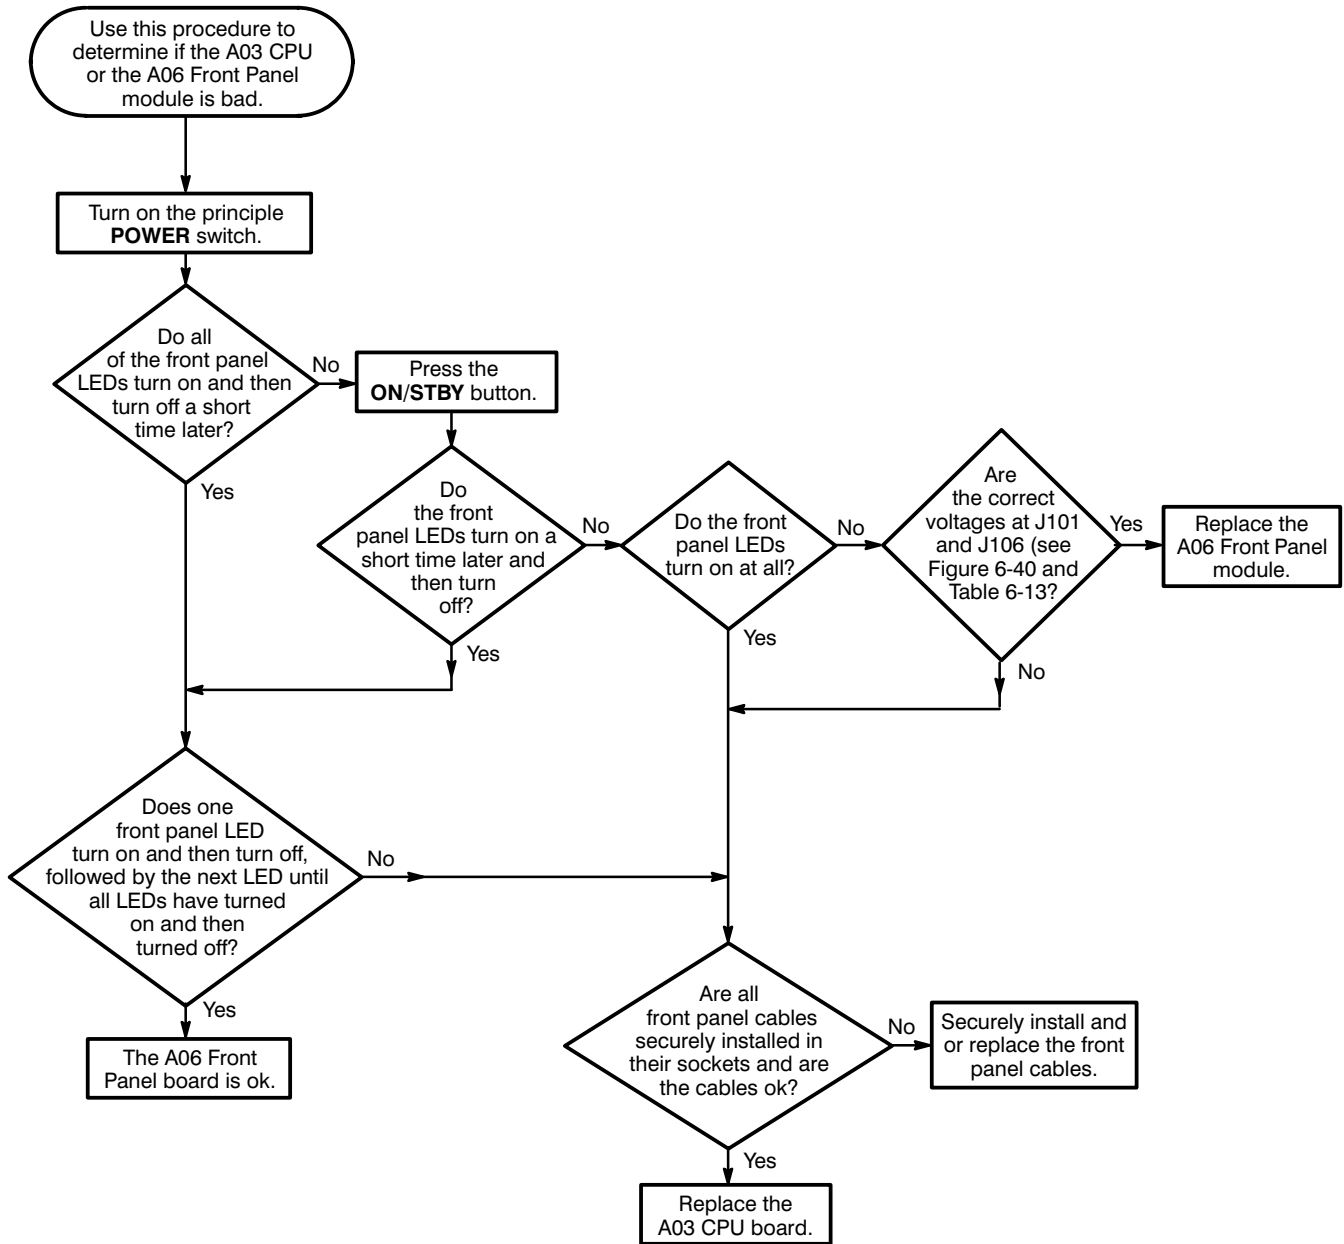 Use this procedure to
determine if the A03 CPU
or the A06 Front Panel
module is bad.
Turn on the principle
POWER switch.
Do all
of the front panel
LEDs turn on and then
turn off a short
time later?
No
Yes
Press the
ON/STBY button.
Do
the front
panel LEDs turn on a
short time later and
then turn
off?
No
Yes
Do the front
panel LEDs
turn on at all?
No
Yes
Are
the correct
voltages at J101
and J106 (see
Figure 6-40 and
Table 6-13?
Yes
No
Replace the
A06 Front Panel
module.
Does one
front panel LED
turn on and then turn off,
followed by the next LED until
all LEDs have turned
on and then
turned off?
No
Yes
The A06 Front
Panel board is ok.
Are all
front panel cables
securely installed in
their sockets and are
the cables ok?
No
Yes
Securely install and
or replace the front
panel cables.
Replace the
A03 CPU board.